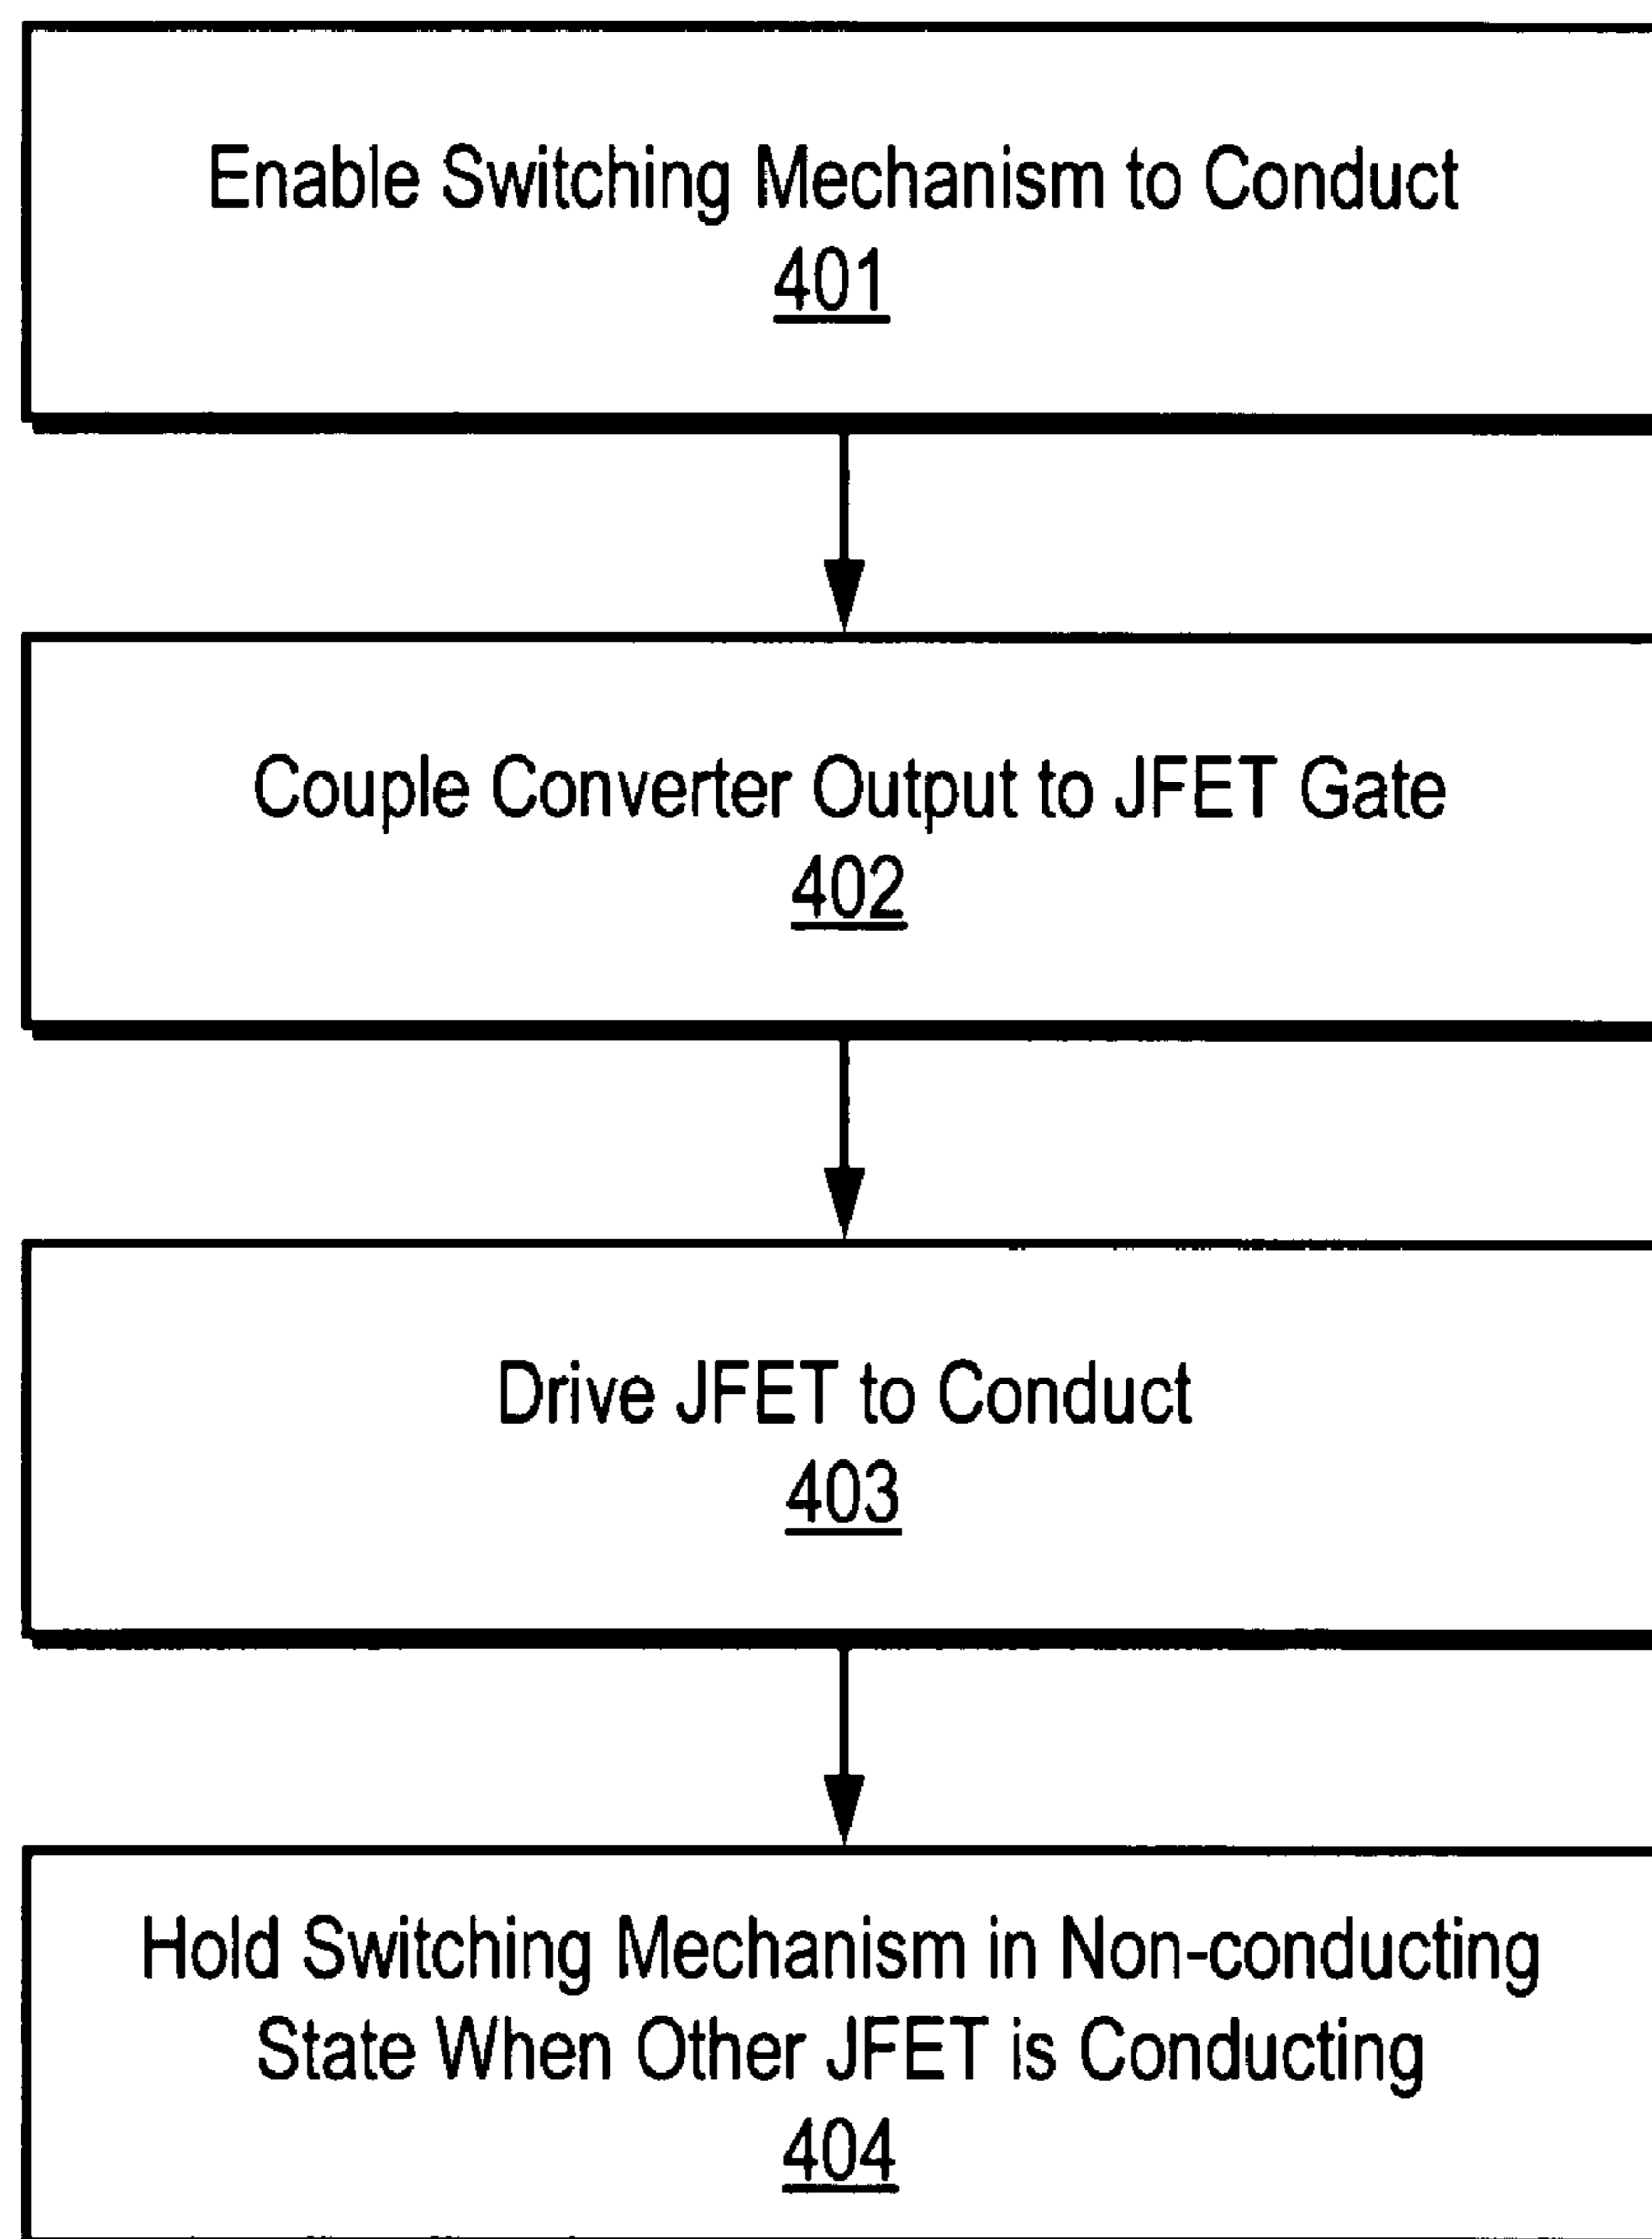 Enable Switching Mechanism to Conduct
401
Couple Converter Output to JFET Gate
402
Drive JFET to Conduct
403
Hold Switching Mechanism in Non-conducting
State When Other JFET is Conducting
404